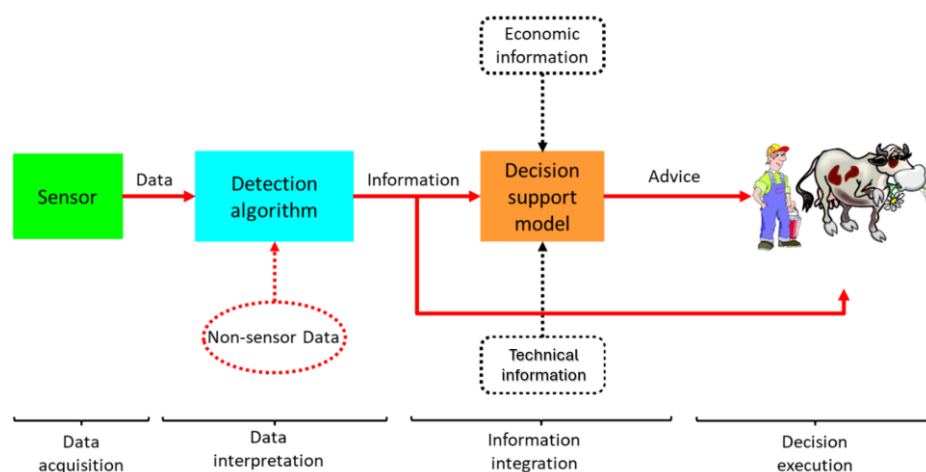 Economic
information
Sensor
Data
Detection
algorithm
Information
Decision
support
model
Advice
Non-sensor Data
Technical
information
Data
acquisition
Data
interpretation
Information
integration
Decision
execution